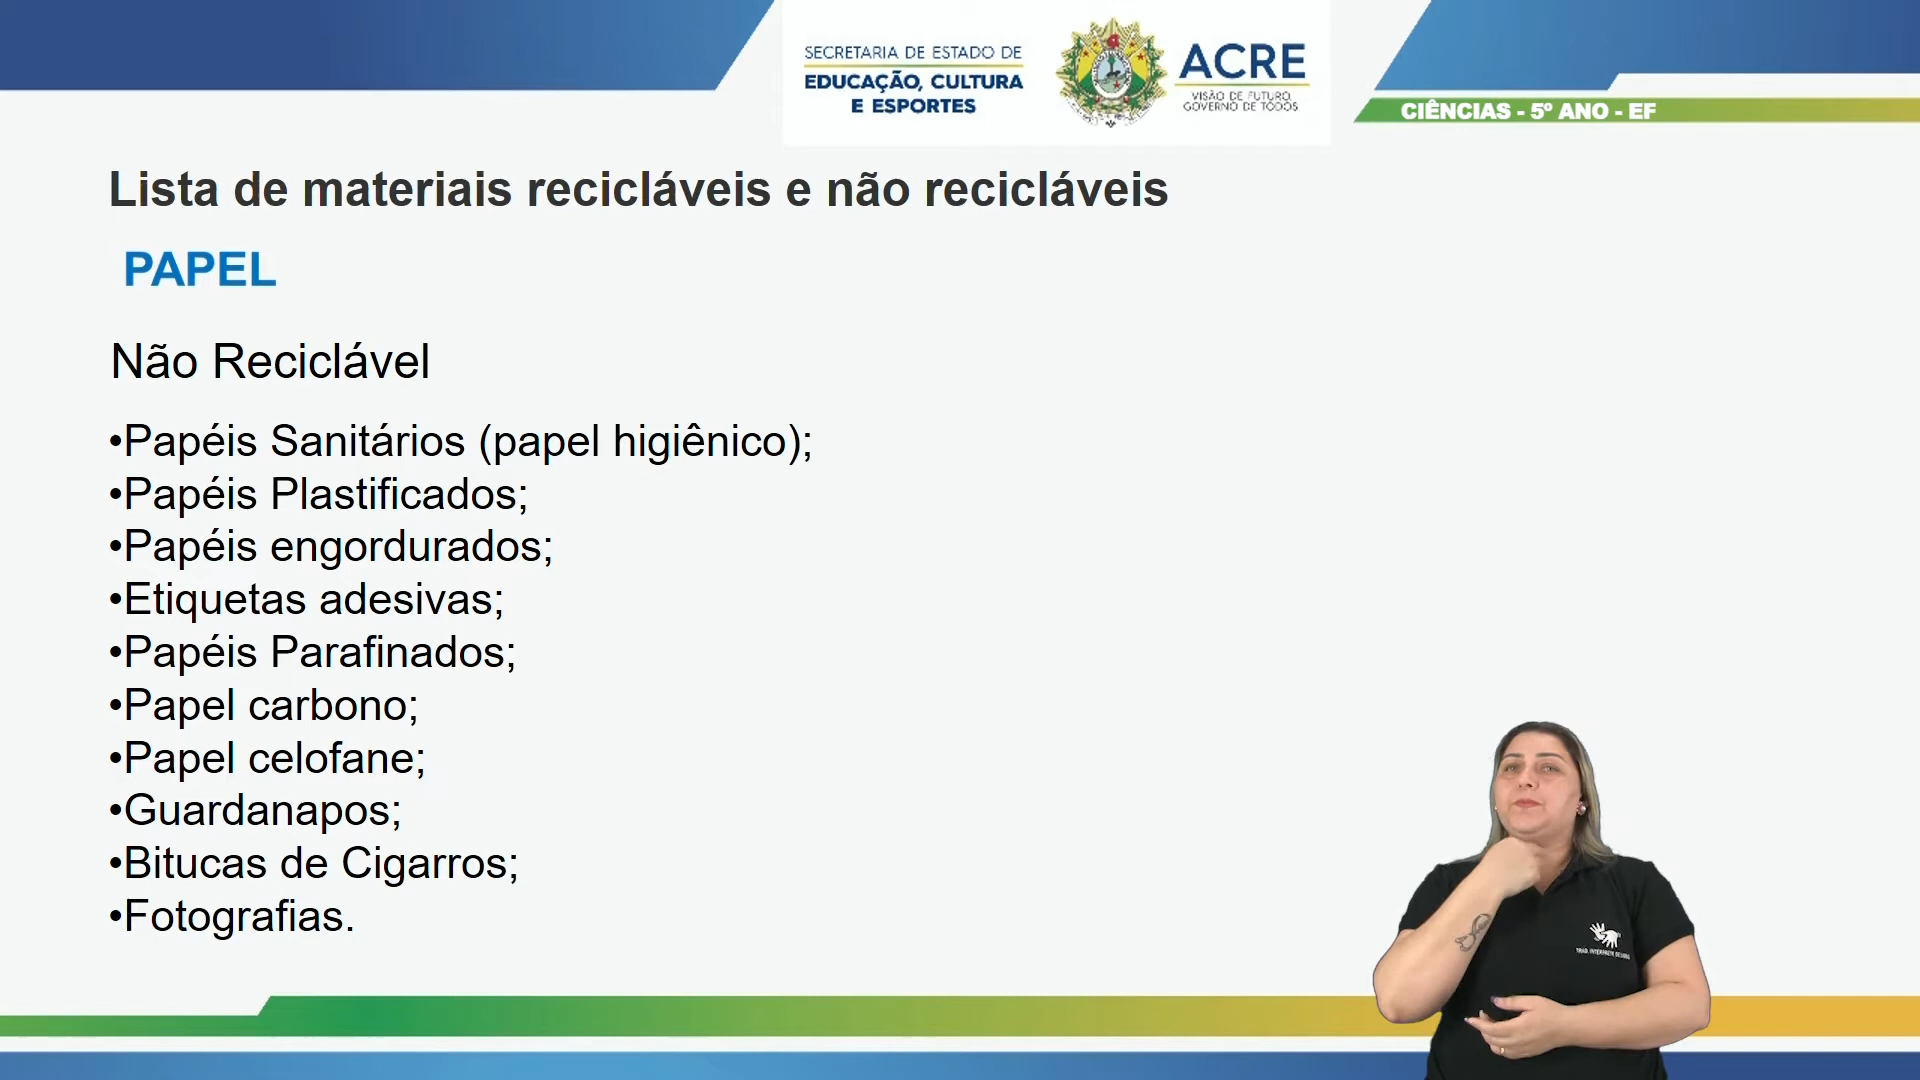 SECRETARIA DE ESTADO DE
EDUCAÇÃO, CULTURA
E ESPORTES
ACRE
VISÃO DE FUTURO,
GOVERNO DE TODOS
CIÊNCIAS - 5º ANO - EF
Lista de materiais recicláveis e não recicláveis
PAPEL
Não Reciclável
•Papéis Sanitários (papel higiênico);
•Papéis Plastificados;
•Papéis engordurados;
•Etiquetas adesivas;
•Papéis Parafinados;
•Papel carbono;
•Papel celofane;
•Guardanapos;
•Bitucas de Cigarros;
•Fotografias.